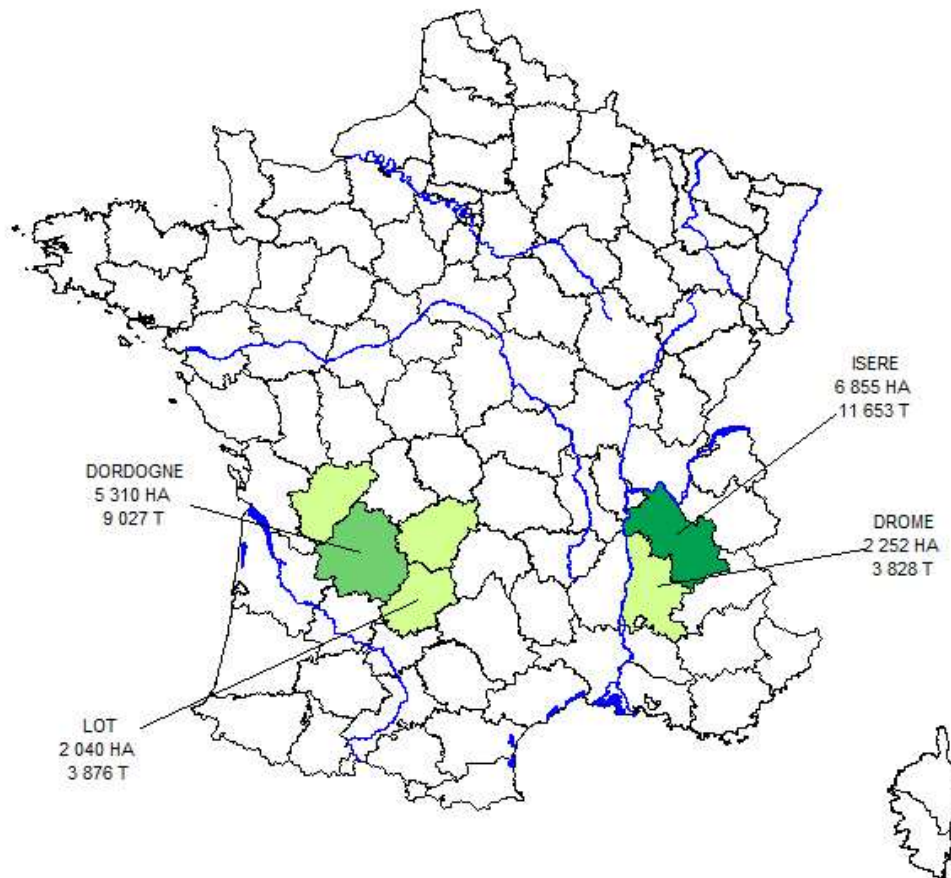 ISERE
6 855 HA
11 653 T
DORDOGNE
5 310 HA
9 027 T
DROME
2 252 HA
3 828 T
LOT
2 040 HA
3 876 T